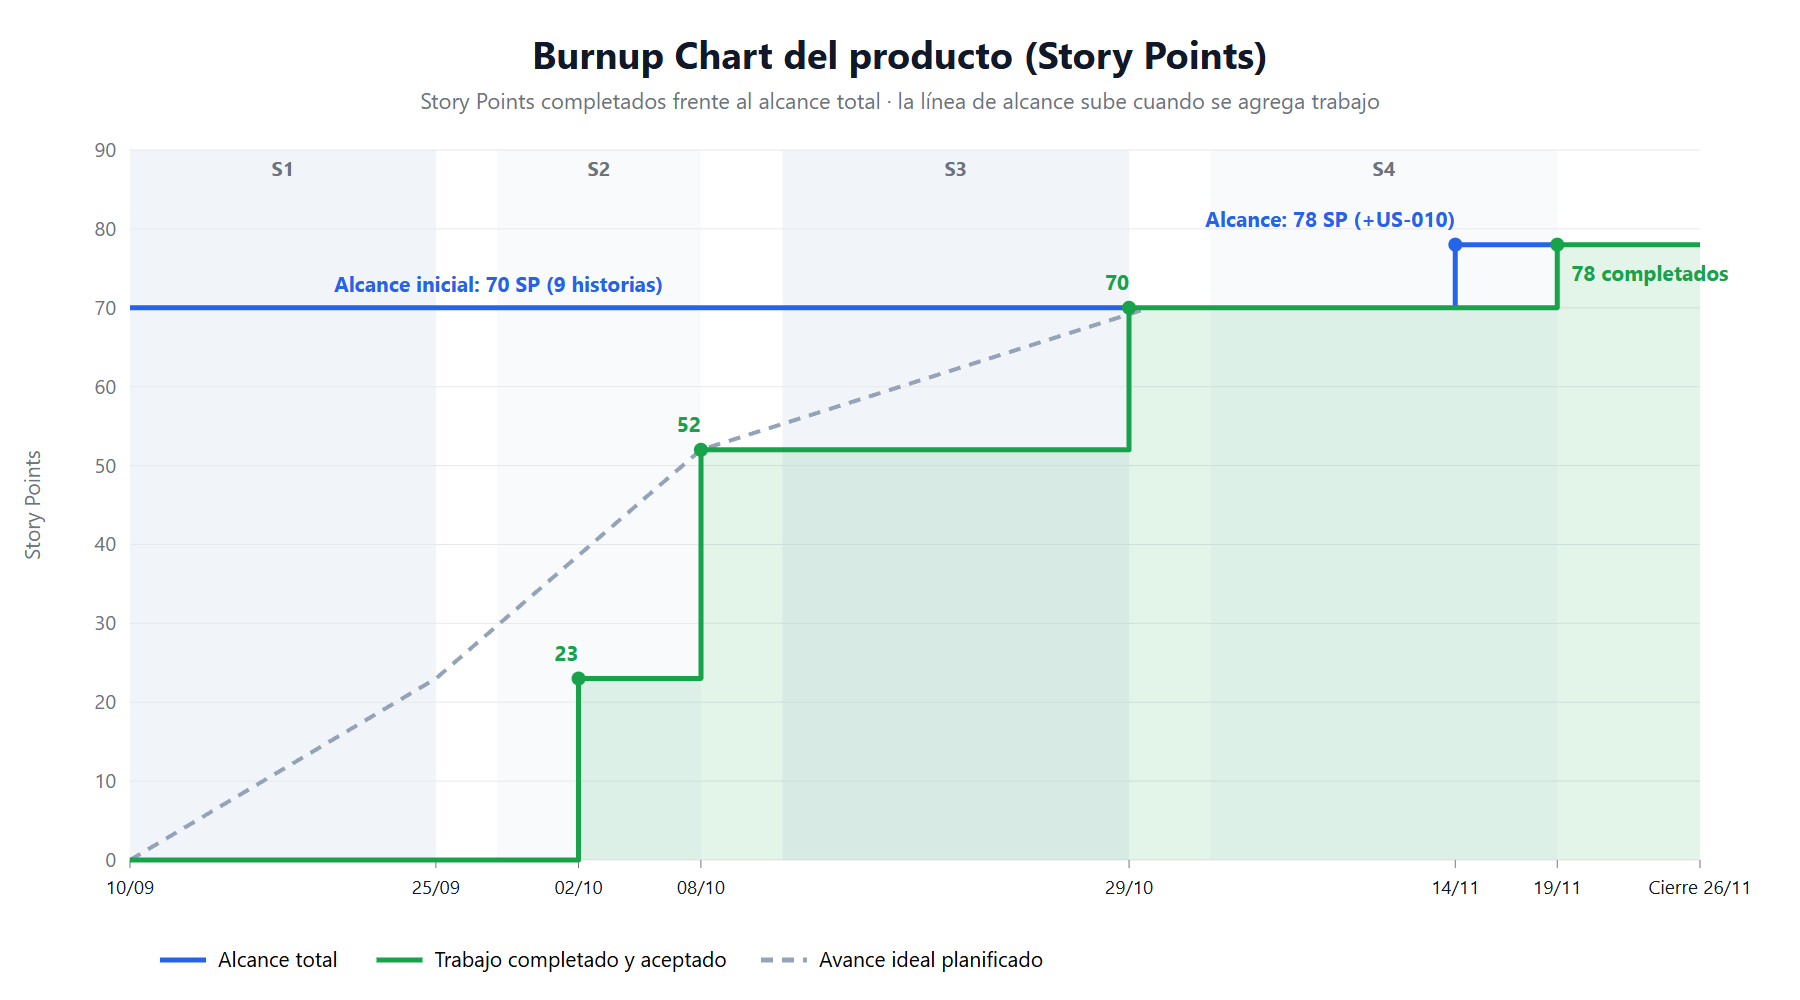 Burnup Chart del producto (Story Points)
Story Points completados frente al alcance total · la línea de alcance sube cuando se agrega trabajo
90
S1
S2
S3
S4
80
Alcance: 78 SP (+US-010)
78 completados
Alcance inicial: 70 SP (9 historias)
70
70
60
52
50
Story Points
40
30
23
20
10
0
10/09
25/09
02/10
08/10
29/10
14/11
19/11
Cierre 26/11
Alcance total
Trabajo completado y aceptado
Avance ideal planificado